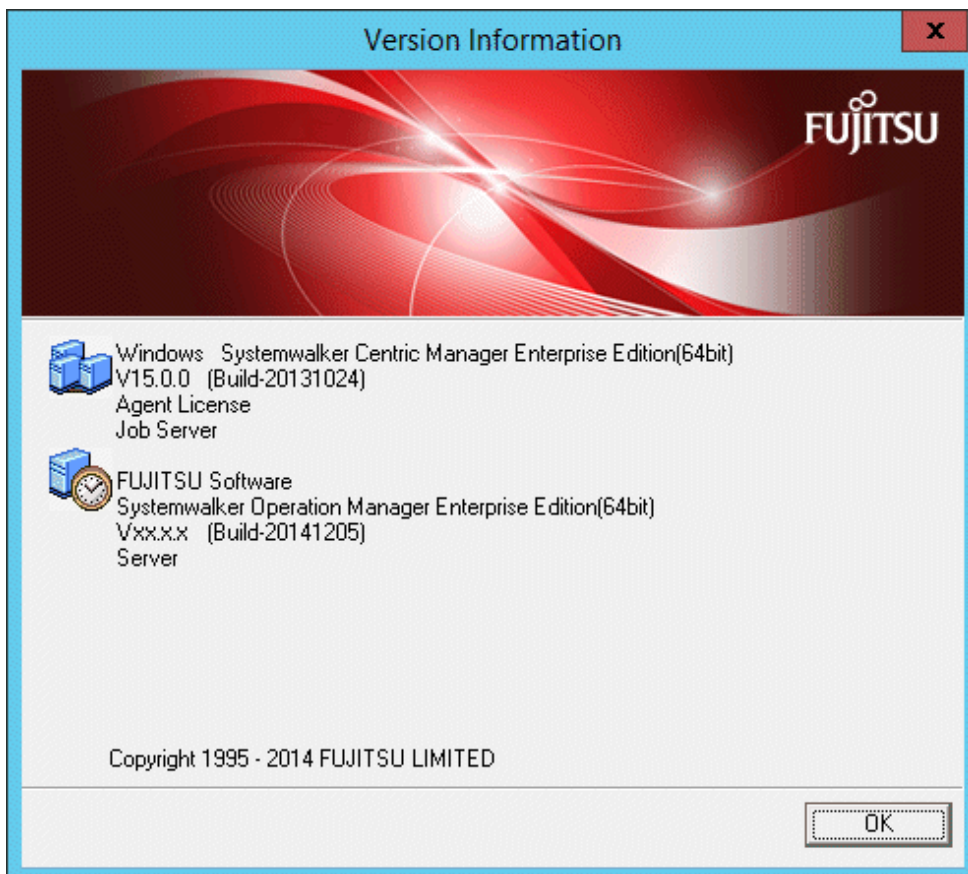 Version Information
x
FUJITSU
Windows   Systemwalker Centric Manager Enterprise Edition(64bit)
V15.0.0   (Build-20131024)
Agent License
Job Server
FUJITSU Software
Systemwalker Operation Manager Enterprise Edition(64bit)
Vxx.x.x   (Build-20141205)
Server
Copyright 1995 - 2014 FUJITSU LIMITED
OK